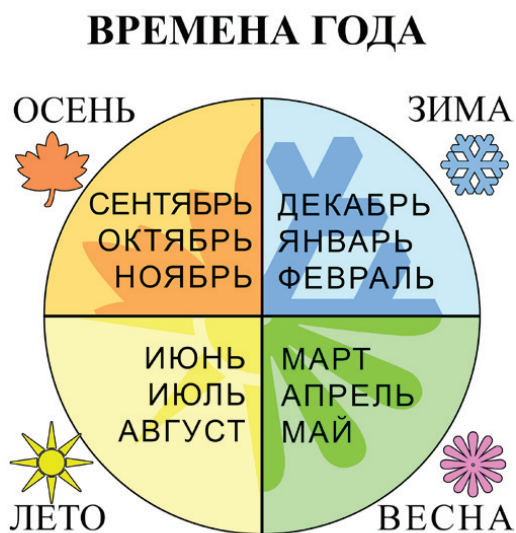 ВРЕМЕНА ГОДА
ОСЕНЬ
СЕНТЯБРЬ
ОКТЯБРЬ
НОЯБРЬ
ЗИМА
ДЕКАБРЬ
ЯНВАРЬ
ФЕВРАЛЬ
ИЮНЬ
ИЮЛЬ
АВГУСТ
ЛЕТО
МАРТ
АПРЕЛЬ
МАЙ
ВЕСНА